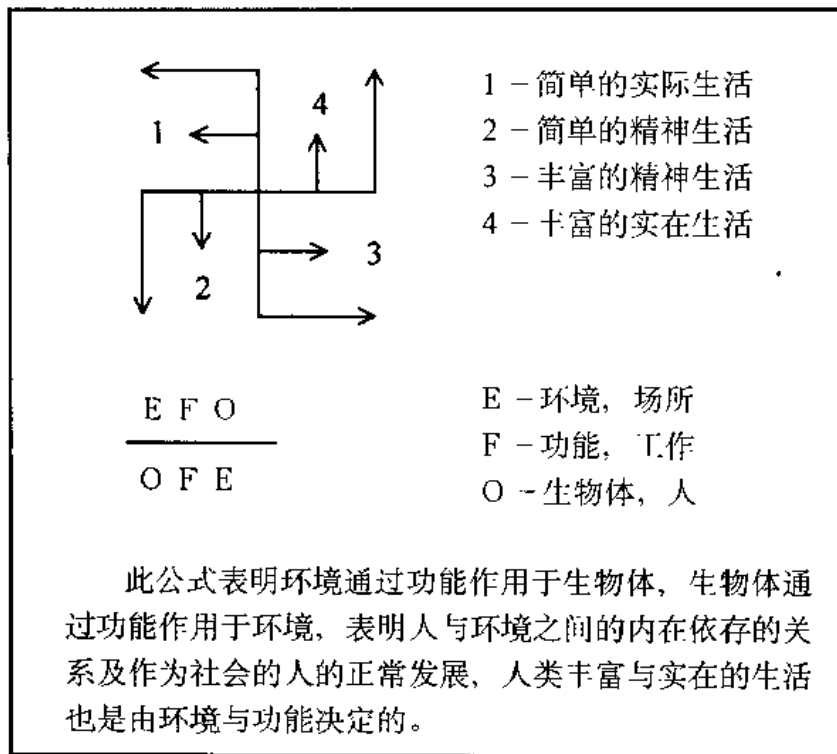 1 –简单的实际生活
2 –简单的精神生活
3 –丰富的精神生活
4 –丰富的实在生活
4
1
3
2
E F O
O F E
E –环境，场所
F –功能，工作
O –生物体，人
此公式表明环境通过功能作用于生物体，生物体通
过功能作用于环境，表明人与环境之间的内在依存的关
系及作为社会的人的正常发展，人类丰富与实在的生活
也是由环境与功能决定的。